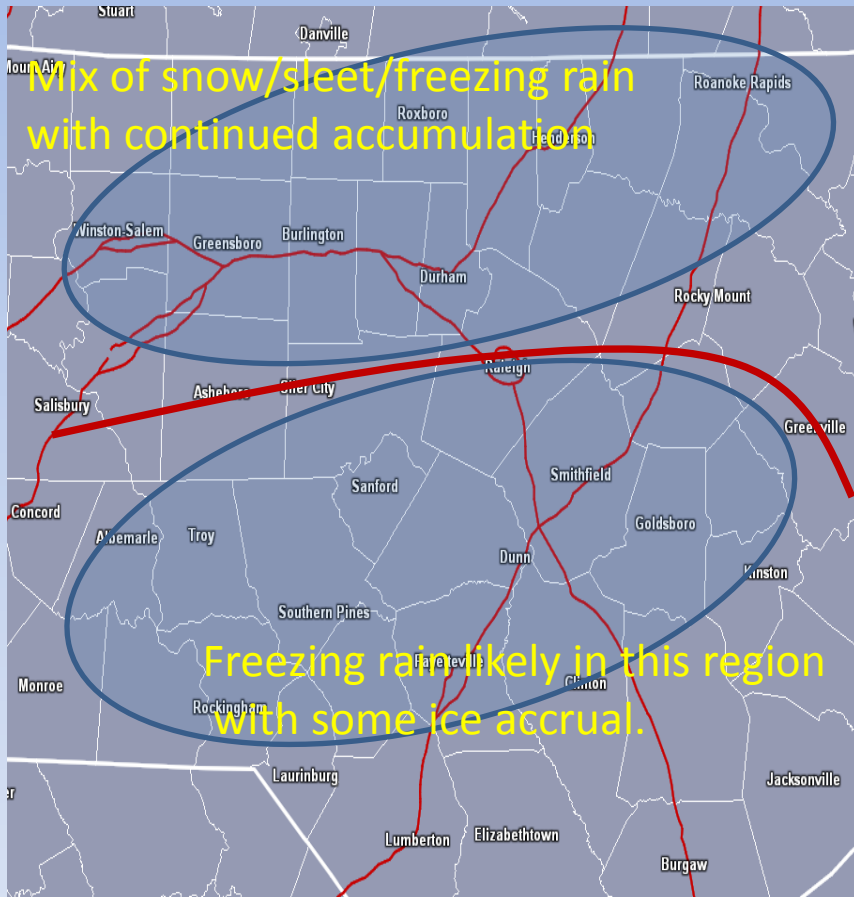 Stuart
Danville
Mount Airy
Mix of snow/sleet/freezing rain
with continued accumulation
Roxboro
Roanoke Rapids
Henderson
Winston-Salem
Greensboro
Burlington
Durham
Rocky Mount
Raleigh
Asheboro
Siler City
Salisbury
Greenville
Sanford
Smithfield
Concord
Albemarle
Troy
Goldsboro
Dunn
Kinston
Southern Pines
Freezing rain likely in this region
with some ice accrual.
Fayetteville
Monroe
Clinton
Rockingham
Laurinburg
Jacksonville
er
Lumberton
Elizabethtown
Burgaw